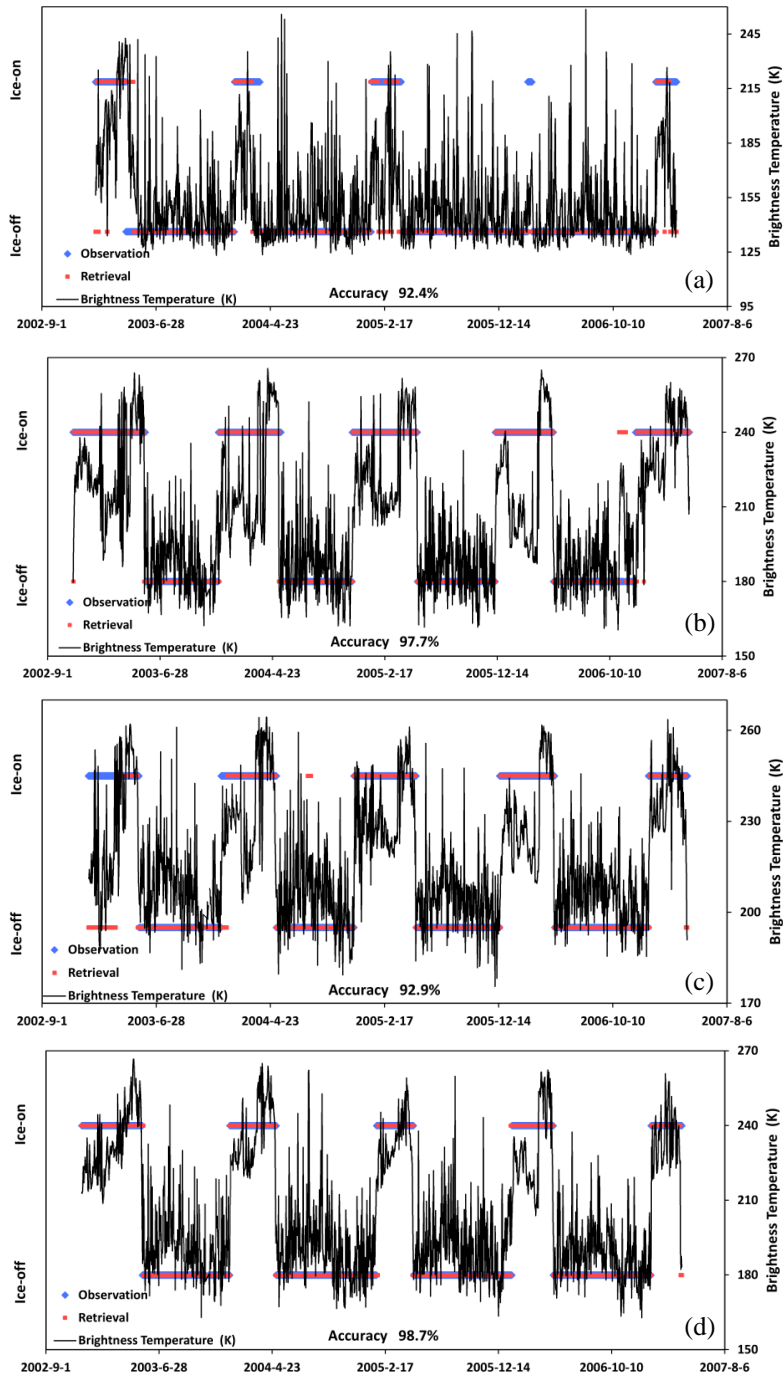 Ice-on
Ice-off
245
215
185
155
125
95
Brightness Temperature (K)
Observation
Retrieval
Brightness Temperature (K)
Accuracy 92.4%
(a)
2002-9-1 2003-6-28 2004-4-23 2005-2-17 2005-12-14 2006-10-10 2007-8-6
Ice-on
Ice-off
270
240
210
180
150
Brightness Temperature (K)
Observation
Retrieval
Brightness Temperature (K)
Accuracy 97.7%
(b)
2002-9-1 2003-6-28 2004-4-23 2005-2-17 2005-12-14 2006-10-10 2007-8-6
Ice-on
Ice-off
260
230
200
170
Brightness Temperature (K)
Observation
Retrieval
Brightness Temperature (K)
Accuracy 92.9%
(c)
2002-9-1 2003-6-28 2004-4-23 2005-2-17 2005-12-14 2006-10-10 2007-8-6
Ice-on
Ice-off
270
240
210
180
150
Brightness Temperature (K)
Observation
Retrieval
Brightness Temperature (K)
Accuracy 98.7%
(d)
2002-9-1 2003-6-28 2004-4-23 2005-2-17 2005-12-14 2006-10-10 2007-8-6